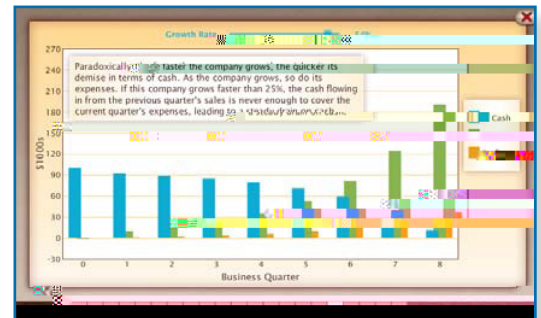 Growth Rate
270
240
210
180
150
120
90
60
30
0
-30
$1000s
Paradoxically, the faster the company grows, the quicker its
demise in terms of cash. As the company grows, so do its
expenses. If this company grows faster than 25%, the cash flowing
in from the previous quarter's sales is never enough to cover the
current quarter's expenses, leading to a
Cash
0 1 2 3 4 5 6 7 8
Business Quarter